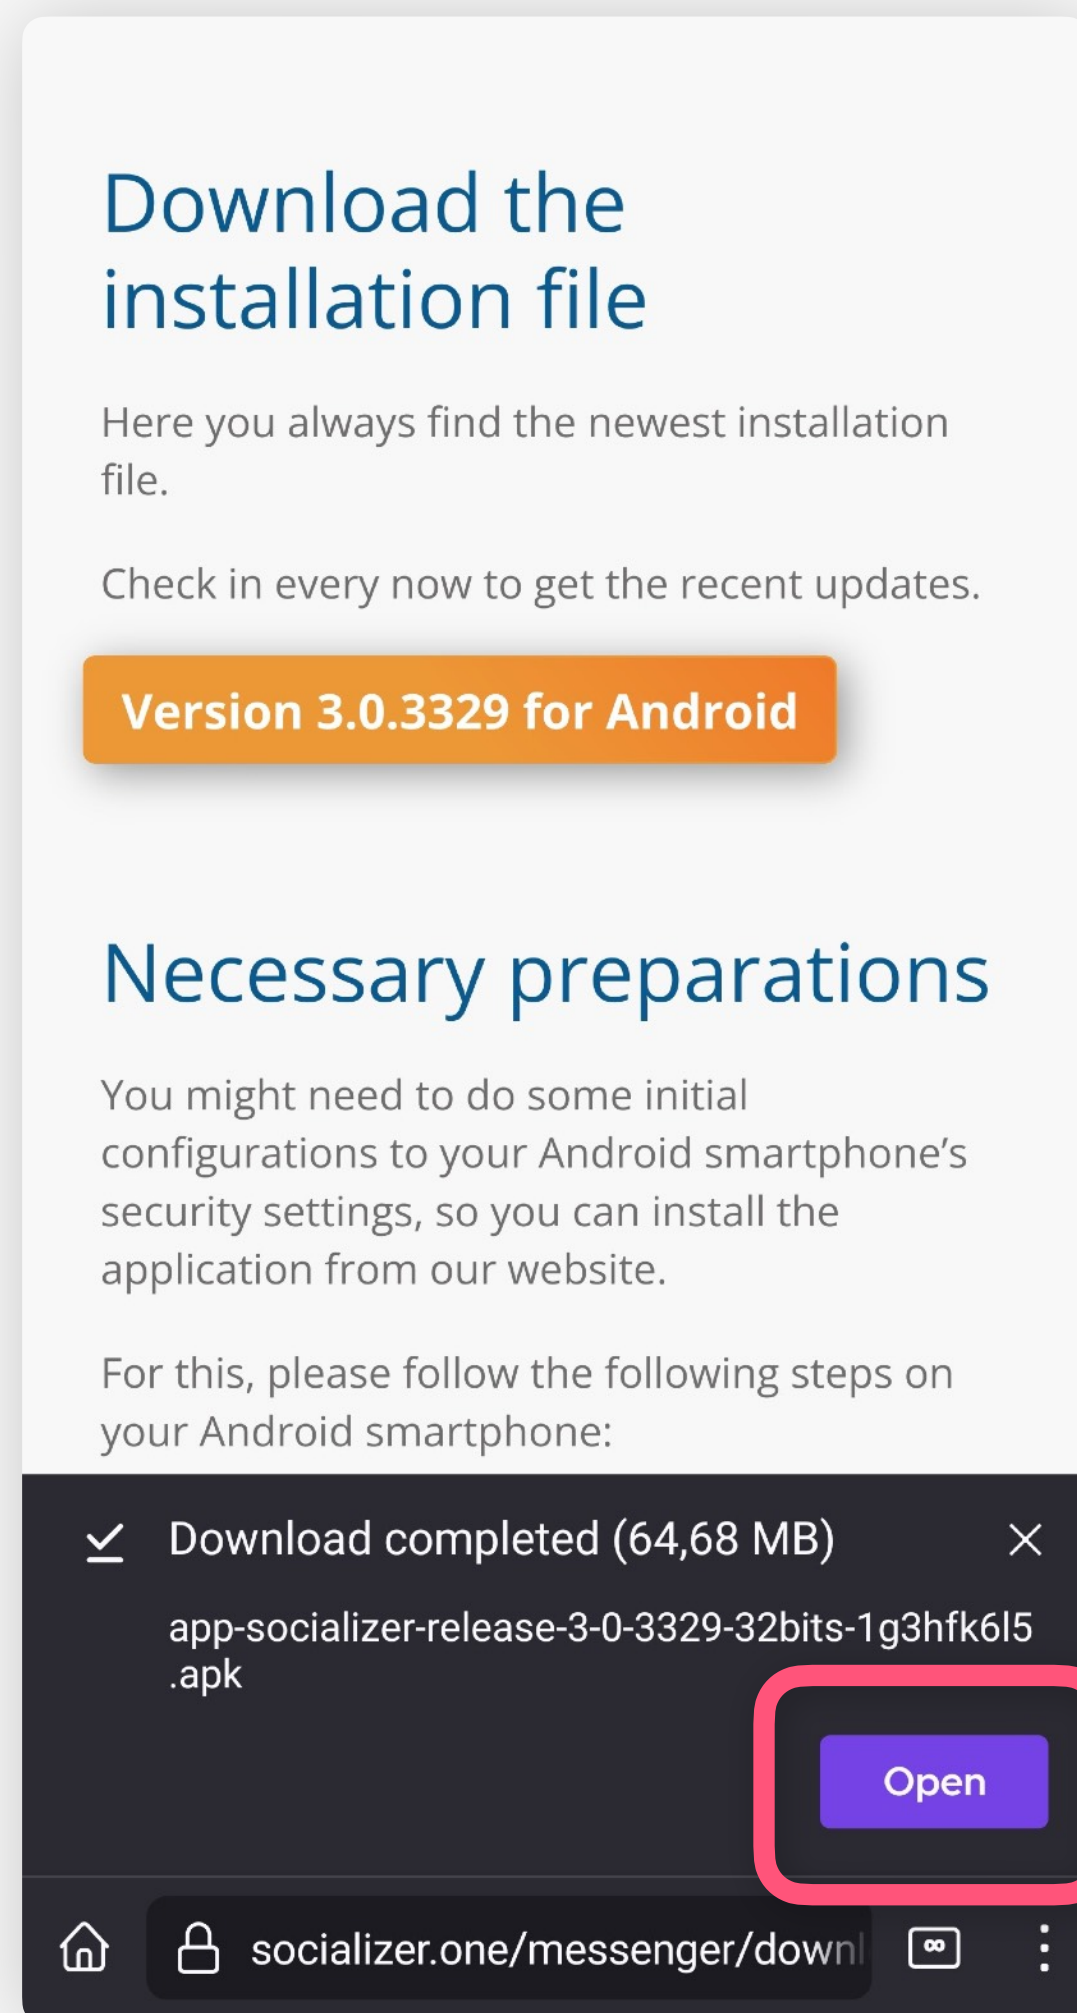 Download the
installation file
Here you always find the newest installation
file.
Check in every now to get the recent updates.
Version 3.0.3329 for Android
Necessary preparations
You might need to do some initial
configurations to your Android smartphone’s
security settings, so you can install the
application from our website.
For this, please follow the following steps on
your Android smartphone:
Download completed (64,68 MB)
app-socializer-release-3-0-3329-32bits-1g3hfk6l5
.apk
Open
socializer.one/messenger/downl
∞